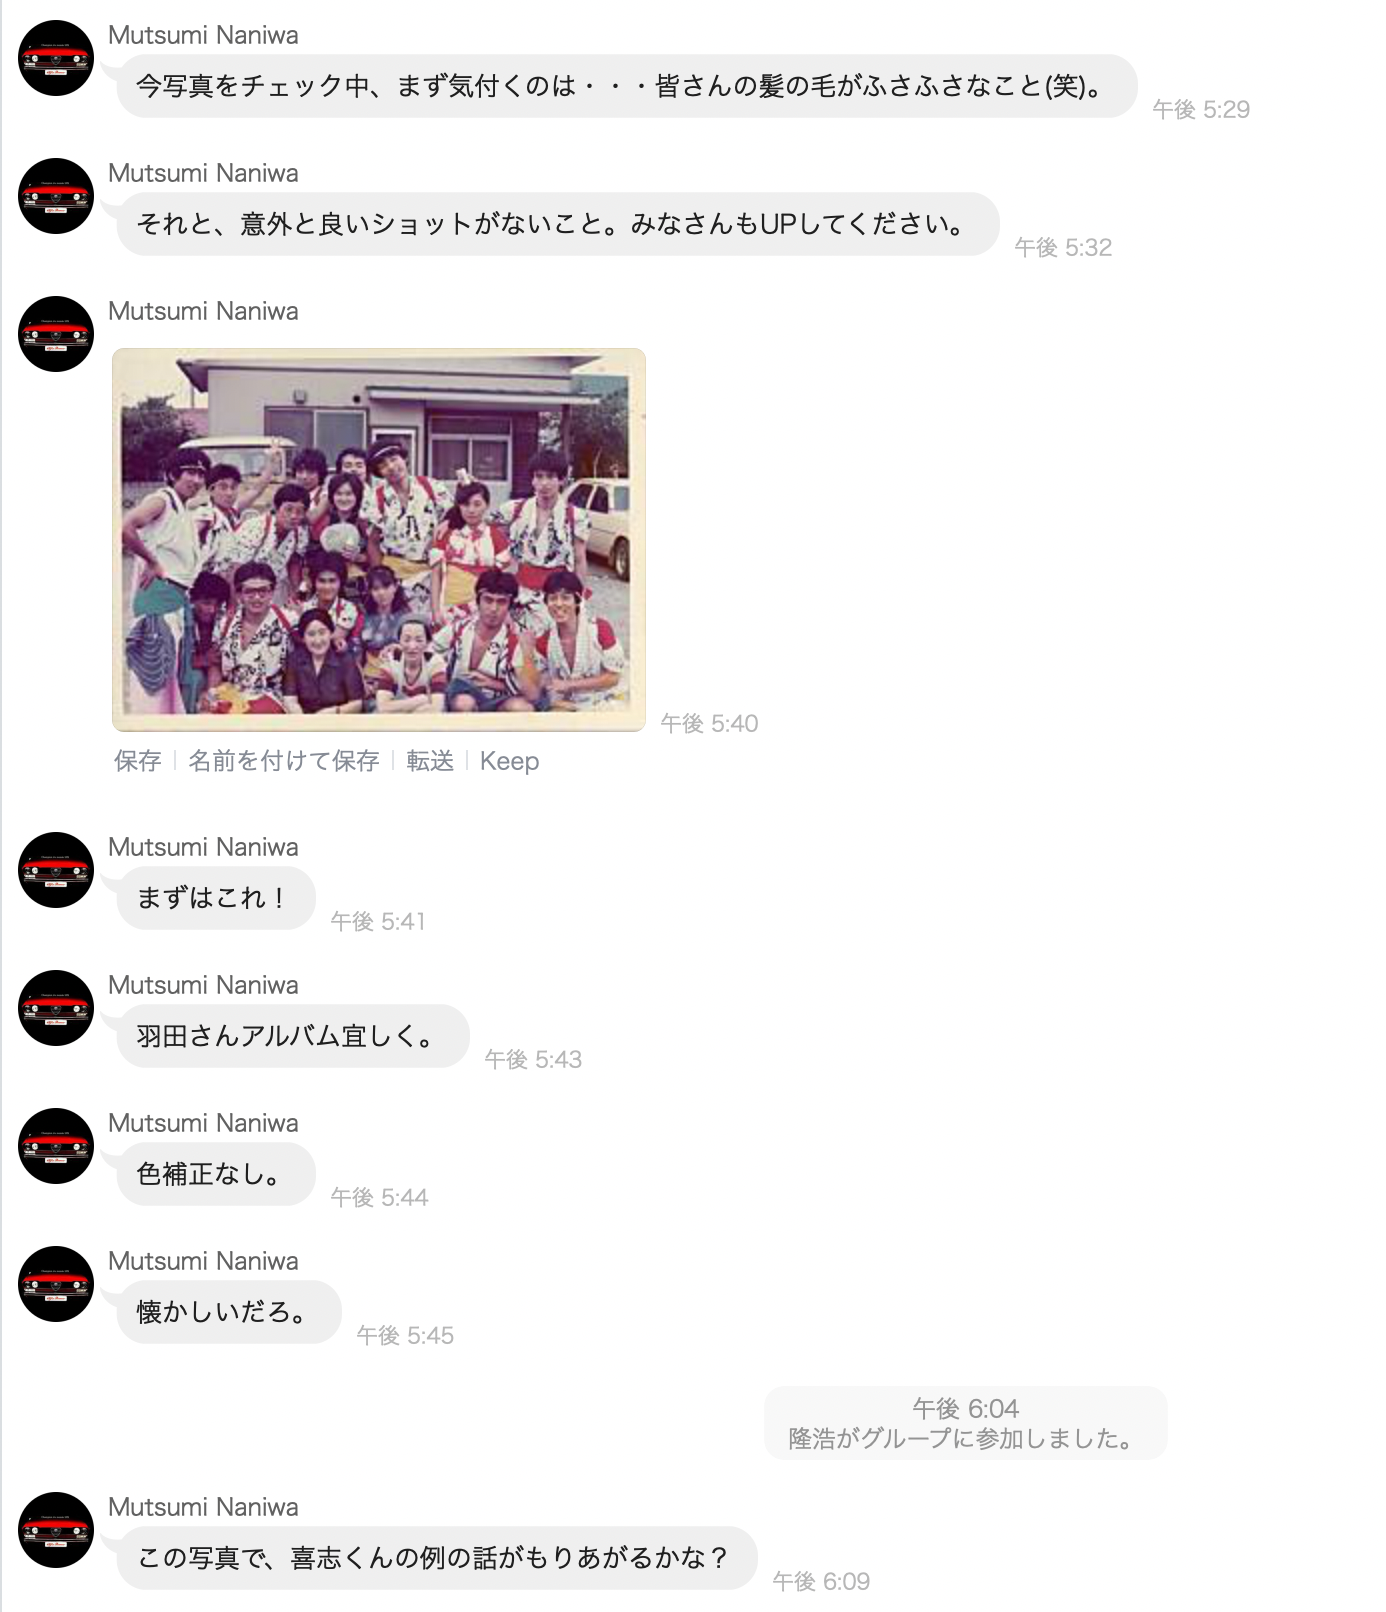 Mutsumi Naniwa
今写真をチェック中、まず気付くのは・・・皆さんの髪の毛がふさふさなこと(笑)。
午後 5:29
Mutsumi Naniwa
それと、意外と良いショットがないこと。みなさんもUPしてください。
午後 5:32
Mutsumi Naniwa
午後 5:40
保存 | 名前を付けて保存 | 転送 | Keep
Mutsumi Naniwa
まずはこれ！
午後 5:41
Mutsumi Naniwa
羽田さんアルバム宜しく。
午後 5:43
Mutsumi Naniwa
色補正なし。
午後 5:44
Mutsumi Naniwa
懐かしいだろ。
午後 5:45
午後 6:04
隆浩がグループに参加しました。
Mutsumi Naniwa
この写真で、喜志くんの例の話がもりあがるかな？
午後 6:09